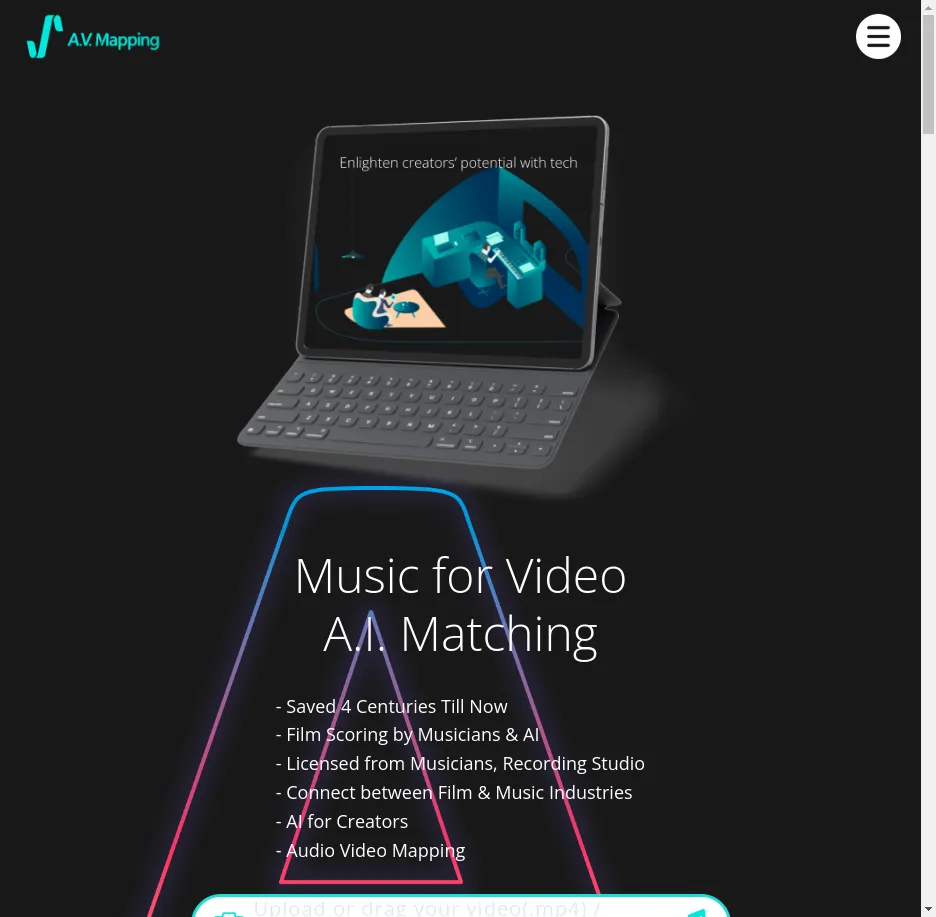 A.V. Mapping
Enlighten creators' potential with tech
Music for Video
A.I. Matching
- Saved 4 Centuries Till Now
- Film Scoring by Musicians & AI
- Licensed from Musicians, Recording Studio
- Connect between Film & Music Industries
- AI for Creators
- Audio Video Mapping
Upload or drag your video(.mp4) /